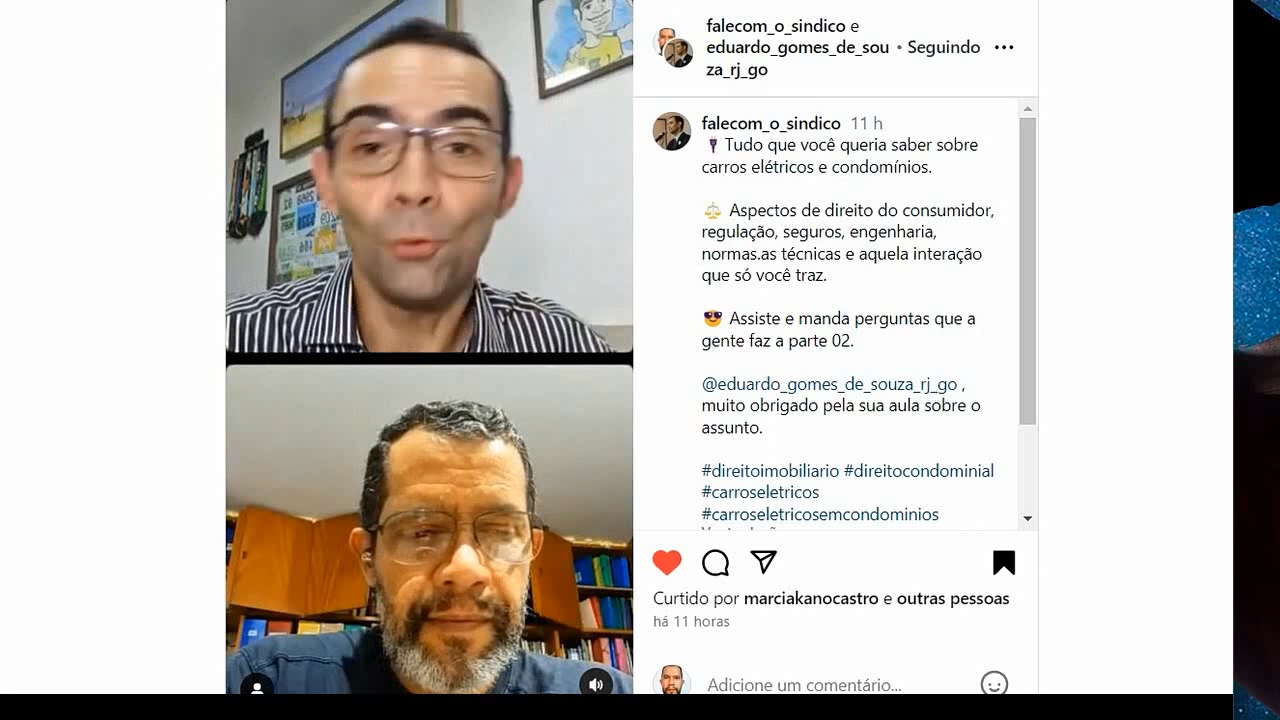 falecom_o_sindico e
eduardo_gomes_de_sou • Seguindo
za_rj_go
falecom_o_sindico 11 h
Tudo que você queria saber sobre
carros elétricos e condomínios.
Aspectos de direito do consumidor,
regulação, seguros, engenharia,
normas.as técnicas e aquela interação
que só você traz.
Assiste e manda perguntas que a
gente faz a parte 02.
@eduardo_gomes_de_souza_rj_go ,
muito obrigado pela sua aula sobre o
assunto.
#direitoimobiliario #direitocondominial
#carroseletricos
#carroseletricosemcondominios
Curtido por marciakanocastro e outras pessoas
há 11 horas
Adicione um comentário...